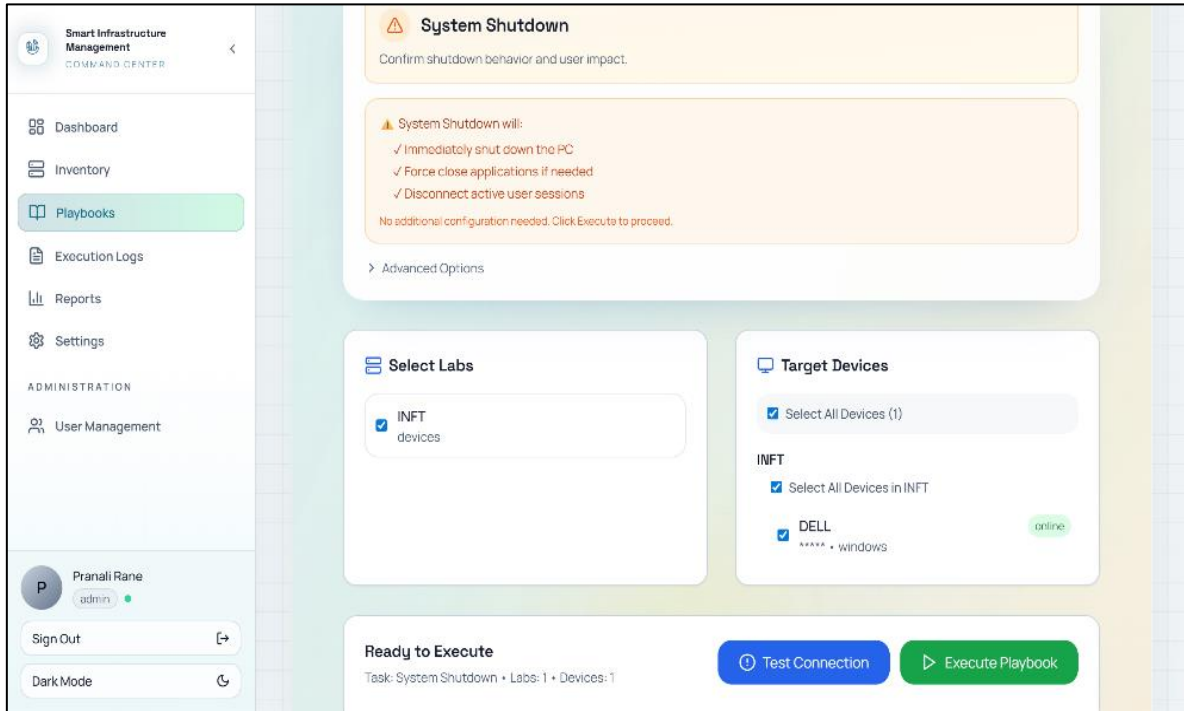 Smart Infrastructure
Management
COMMAND CENTER
Dashboard
Inventory
Playbooks
Execution Logs
Reports
Settings
ADMINISTRATION
User Management
P
Pranali Rane
admin
Sign Out
Dark Mode
System Shutdown
Confirm shutdown behavior and user impact.
System Shutdown will:
✓ Immediately shut down the PC
✓ Force close applications if needed
✓ Disconnect active user sessions
No additional configuration needed. Click Execute to proceed.
> Advanced Options
Select Labs
INFT
devices
Target Devices
Select All Devices (1)
INFT
Select All Devices in INFT
DELL
online
***** • windows
Ready to Execute
Task: System Shutdown • Labs: 1 • Devices: 1
Test Connection
Execute Playbook